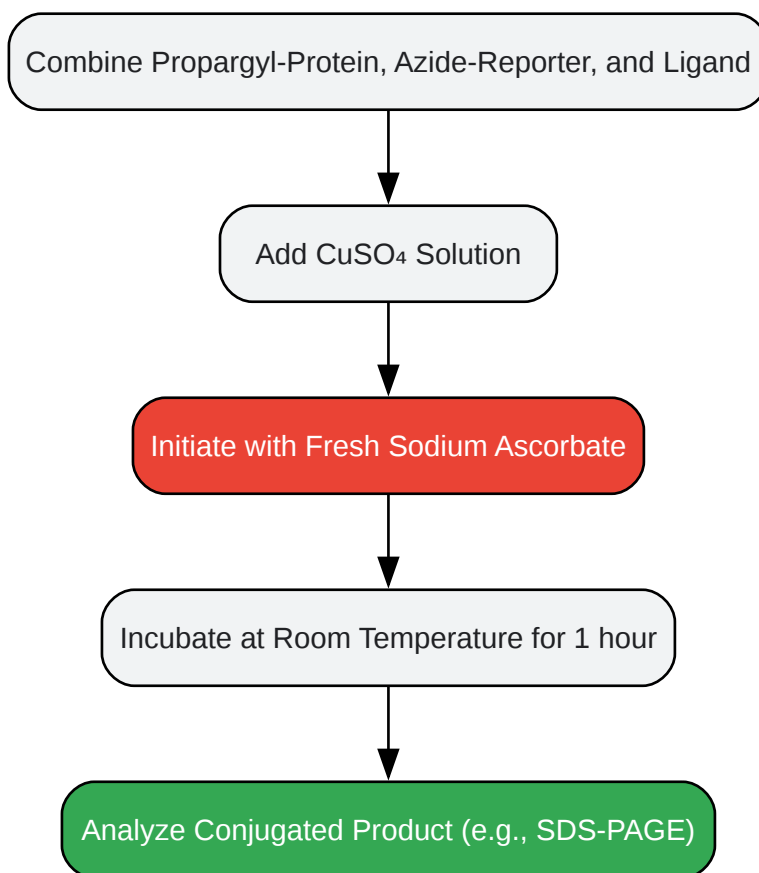 Combine Propargyl-Protein, Azide-Reporter, and Ligand
Add CuSO₄ Solution
Initiate with Fresh Sodium Ascorbate
Incubate at Room Temperature for 1 hour
Analyze Conjugated Product (e.g., SDS-PAGE)